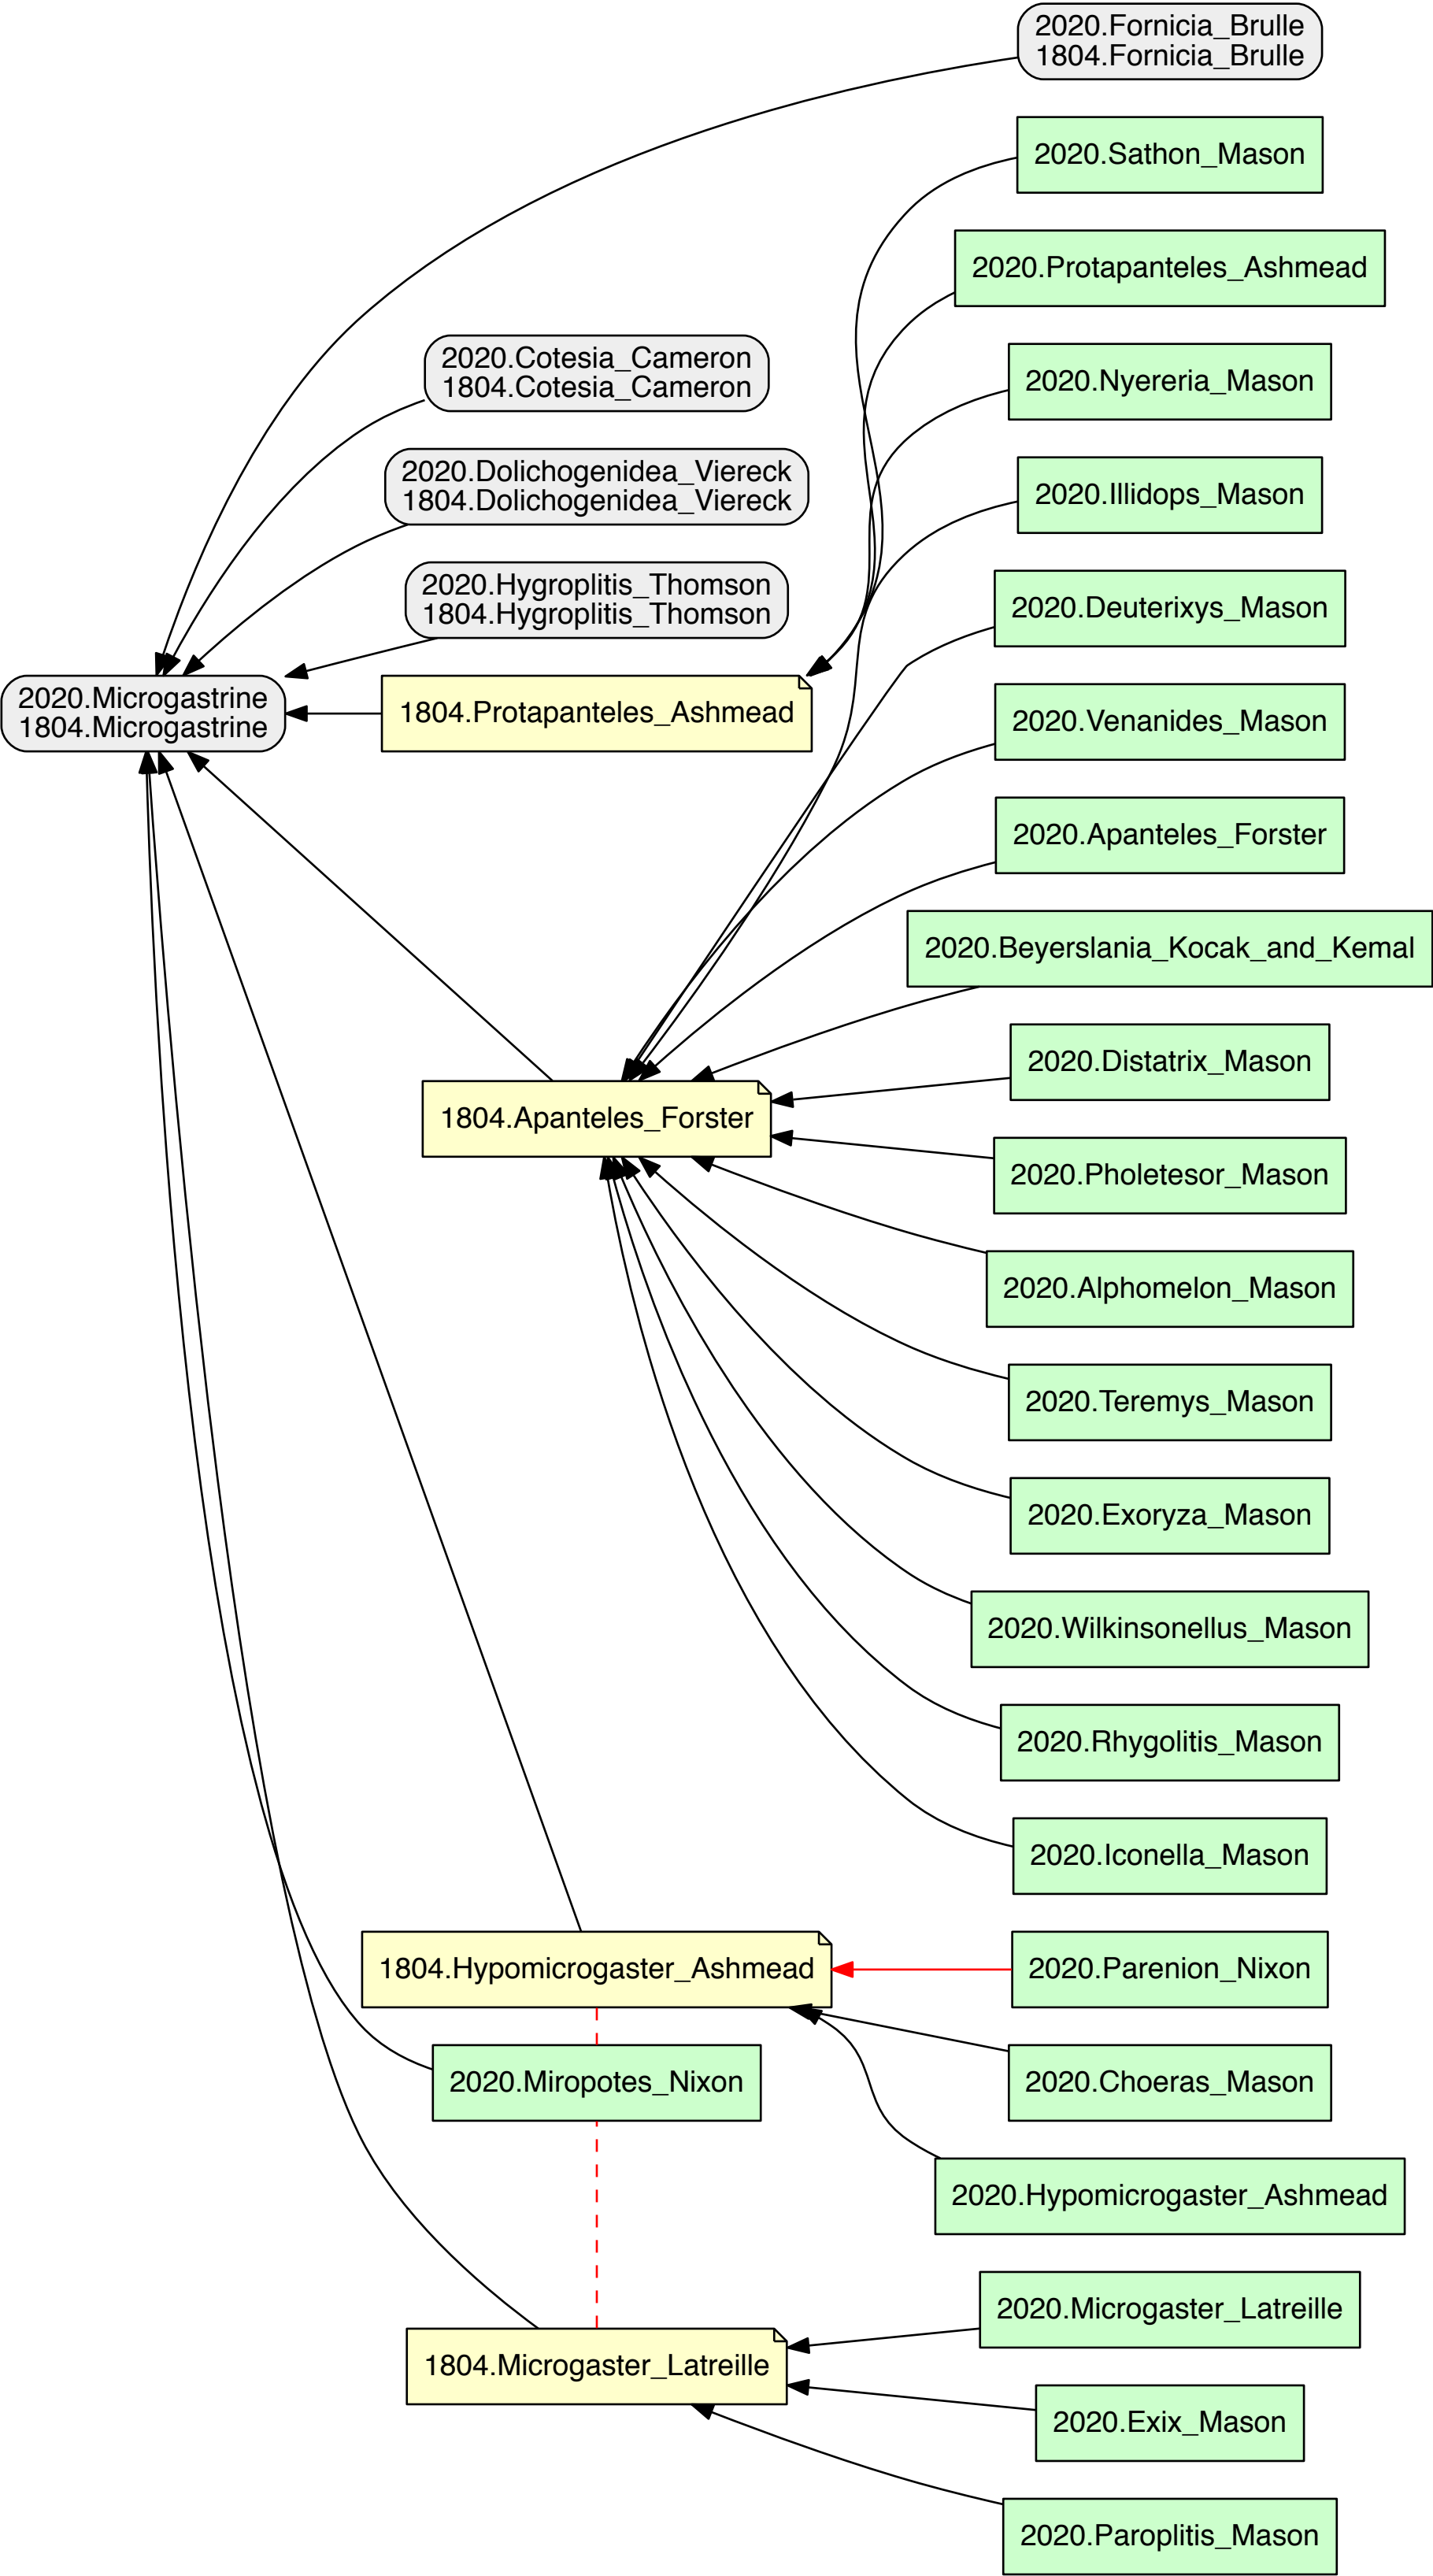 2020.Fornicia_Brulle
1804.Fornicia_Brulle
2020.Sathon_Mason
2020.Protapanteles_Ashmead
2020.Cotesia_Cameron
1804.Cotesia_Cameron
2020.Nyereria_Mason
2020.Dolichogenidea_Viereck
1804.Dolichogenidea_Viereck
2020.Illidops_Mason
2020.Hygroplitis_Thomson
1804.Hygroplitis_Thomson
2020.Deuterixys_Mason
2020.Microgastrine
1804.Microgastrine
1804.Protapanteles_Ashmead
2020.Venanides_Mason
2020.Apanteles_Forster
2020.Beyerslania_Kocak_and_Kemal
2020.Distatrix_Mason
1804.Apanteles_Forster
2020.Pholetesor_Mason
2020.Alphomelon_Mason
2020.Teremys_Mason
2020.Exoryza_Mason
2020.Wilkinsonellus_Mason
2020.Rhygolitis_Mason
2020.Iconella_Mason
1804.Hypomicrogaster_Ashmead
2020.Parenion_Nixon
2020.Miropotes_Nixon
2020.Choeras_Mason
2020.Hypomicrogaster_Ashmead
2020.Microgaster_Latreille
1804.Microgaster_Latreille
2020.Exix_Mason
2020.Paroplitis_Mason